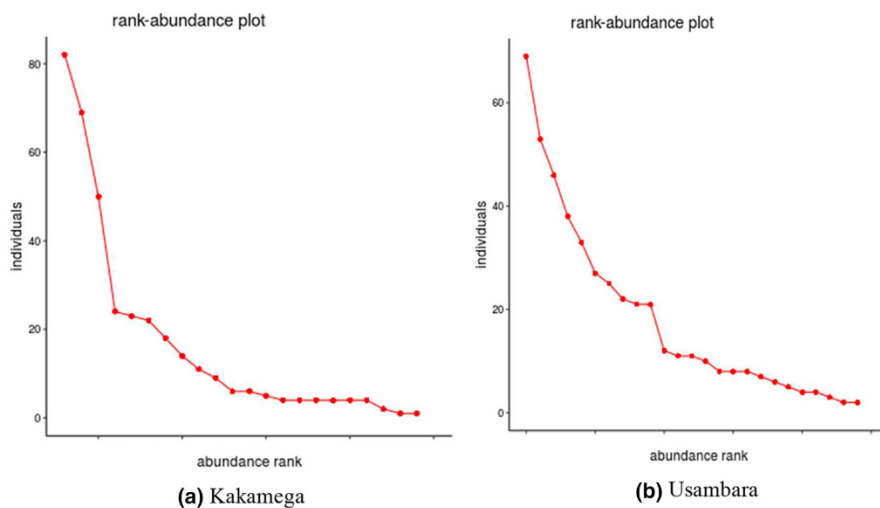 rank-abundance plot
80
60
40
20
0
individuals
abundance rank
(a) Kakamega
rank-abundance plot
60
40
20
0
individuals
abundance rank
(b) Usambara